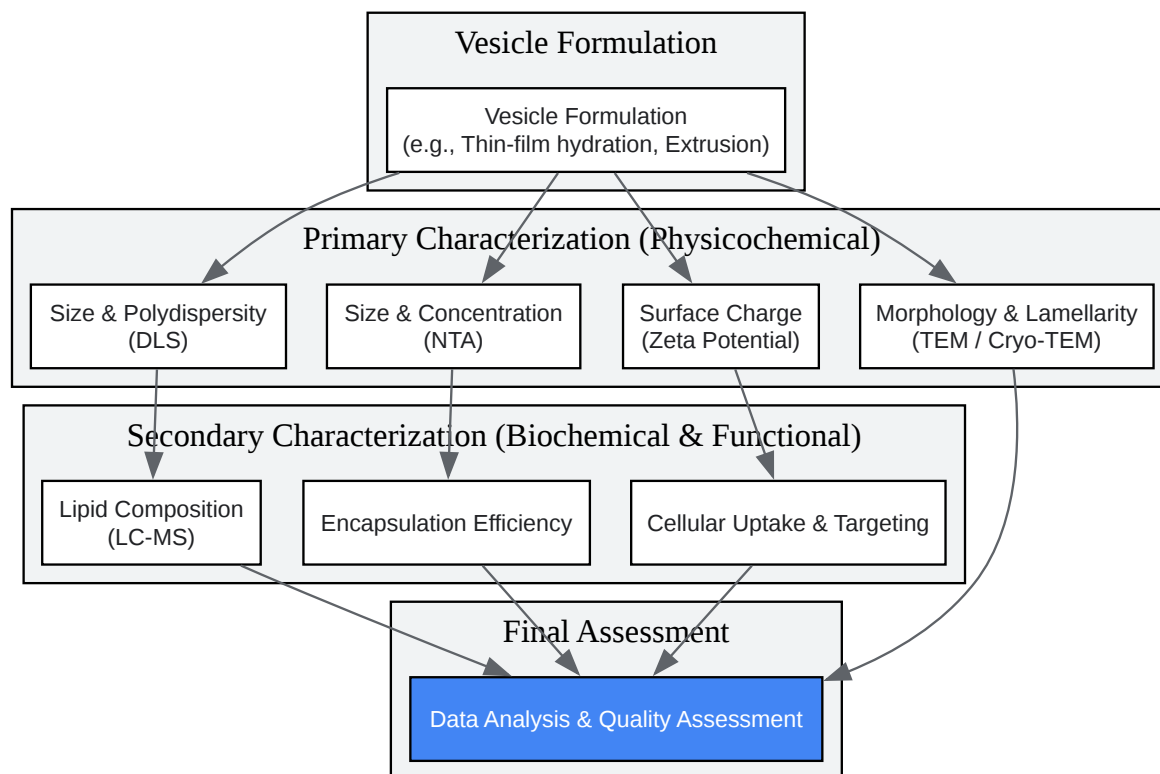 Vesicle Formulation
Vesicle Formulation
(e.g., Thin-film hydration, Extrusion)
Primary Characterization (Physicochemical)
Size & Polydispersity
(DLS)
Size & Concentration
(NTA)
Surface Charge
(Zeta Potential)
Morphology & Lamellarity
(TEM / Cryo-TEM)
Secondary Characterization (Biochemical & Functional)
Lipid Composition
(LC-MS)
Encapsulation Efficiency
Cellular Uptake & Targeting
Final Assessment
Data Analysis & Quality Assessment